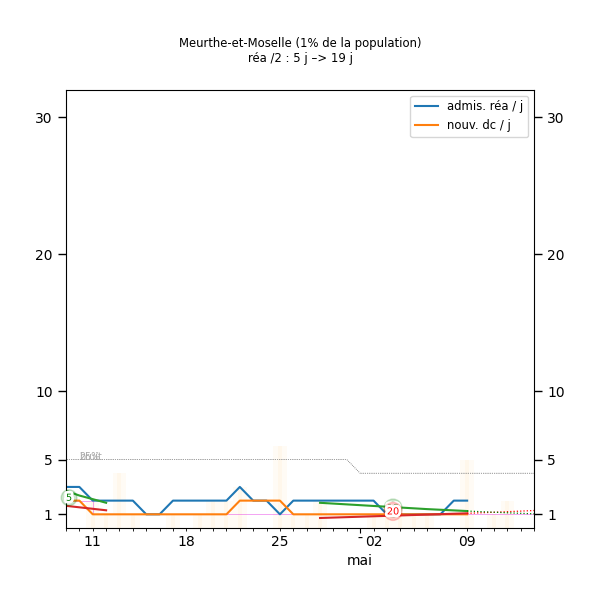 Meurthe-et-Moselle (1% de la population)
réa /2 : 5 j –> 19 j
admis. réa / j
nouv. dc / j
30 30
20 20
10 10
5 5
1 1
5
20
11 18 25 02 09
mai